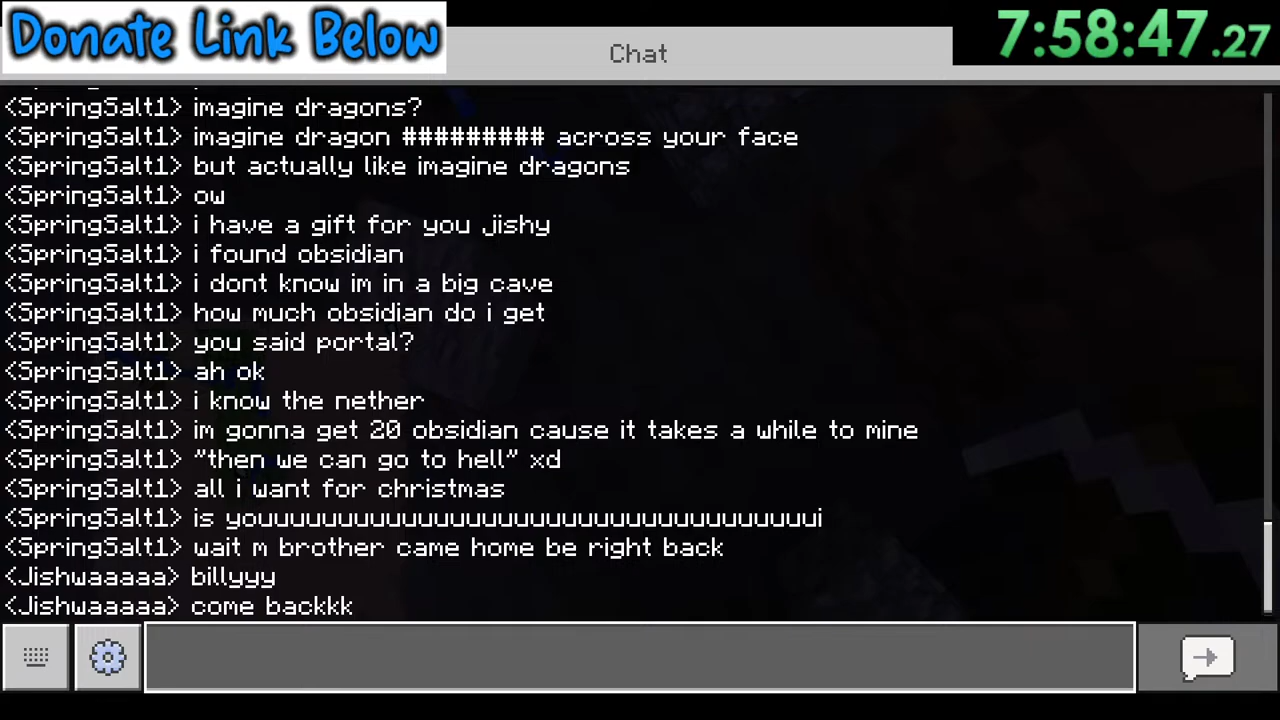 Donate Link Below
Chat
7:58:47.27
<SpringSalt1> imagine dragons?
<SpringSalt1> imagine dragon ######### across your face
<SpringSalt1> but actually like imagine dragons
<SpringSalt1> ow
<SpringSalt1> i have a gift for you jishy
<SpringSalt1> i found obsidian
<SpringSalt1> i dont know im in a big cave
<SpringSalt1> how much obsidian do i get
<SpringSalt1> you said portal?
<SpringSalt1> ah ok
<SpringSalt1> i know the nether
<SpringSalt1> im gonna get 20 obsidian cause it takes a while to mine
<SpringSalt1> "then we can go to hell" xd
<SpringSalt1> all i want for christmas
<SpringSalt1> is youuuuuuuuuuuuuuuuuuuuuuuuuuuuuuuuuuui
<SpringSalt1> wait m brother came home be right back
<Jishwaaaaa> billyyy
<Jishwaaaaa> come backkk